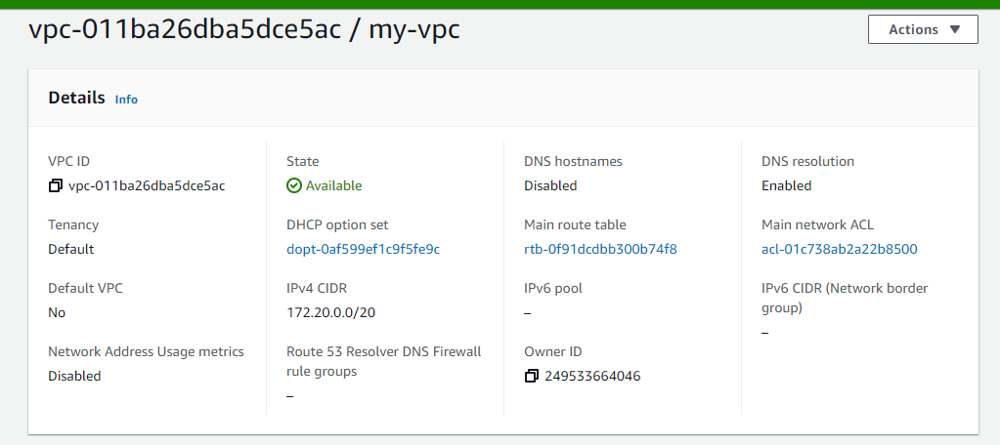 vpc-011ba26dba5dce5ac / my-vpc
Actions
Details Info
VPC ID
vpc-011ba26dba5dce5ac
State
Available
DNS hostnames
Disabled
DNS resolution
Enabled
Tenancy
Default
DHCP option set
dopt-0af599ef1c9f5fe9c
Main route table
rtb-0f91dcdbb300b74f8
Main network ACL
acl-01c738ab2a22b8500
Default VPC
No
IPv4 CIDR
172.20.0.0/20
IPv6 pool
–
IPv6 CIDR (Network border
group)
–
Network Address Usage metrics
Disabled
Route 53 Resolver DNS Firewall
rule groups
–
Owner ID
249533664046